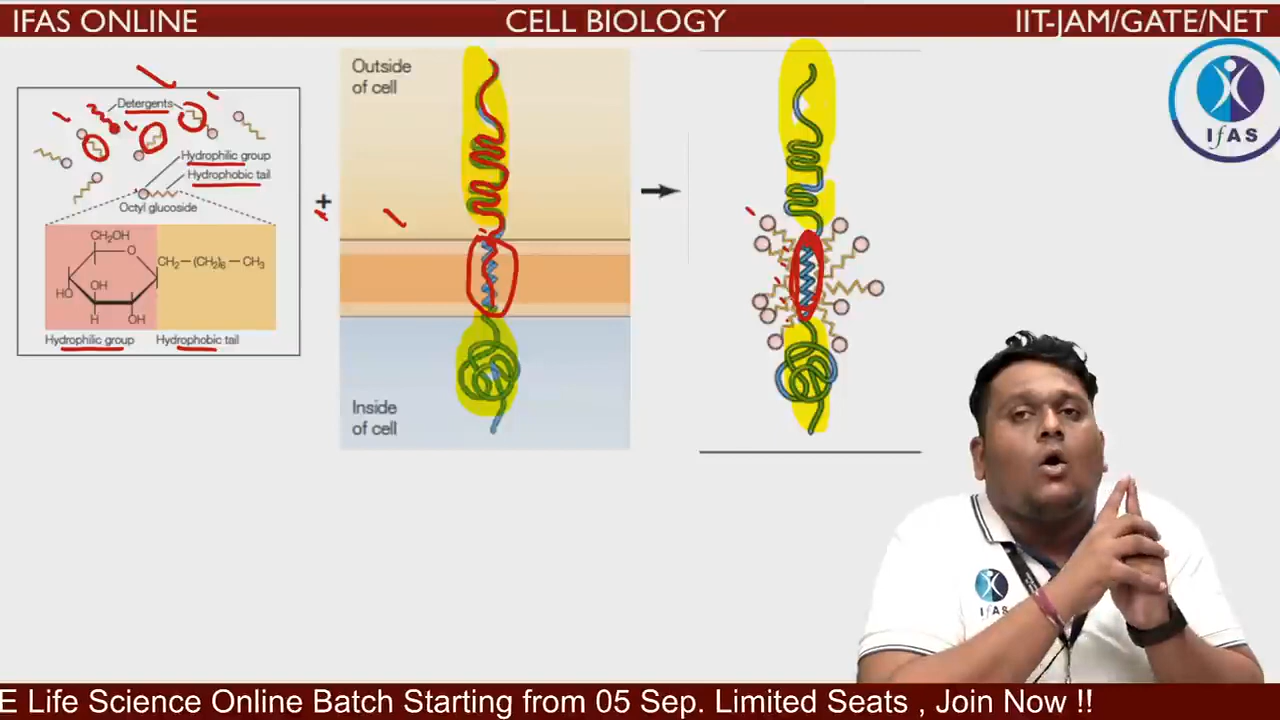 IFAS ONLINE
CELL BIOLOGY
IIT-JAM/GATE/NET
IfAS
Detergents
Hydrophilic group
Hydrophobic tail
Octyl glucoside
CH₂OH
O
CH₂—(CH₂)₆—CH₃
OH
HO
H
OH
Hydrophilic group
Hydrophobic tail
+
Outside
of cell
Inside
of cell
IfAS
E Life Science Online Batch Starting from 05 Sep. Limited Seats , Join Now !!